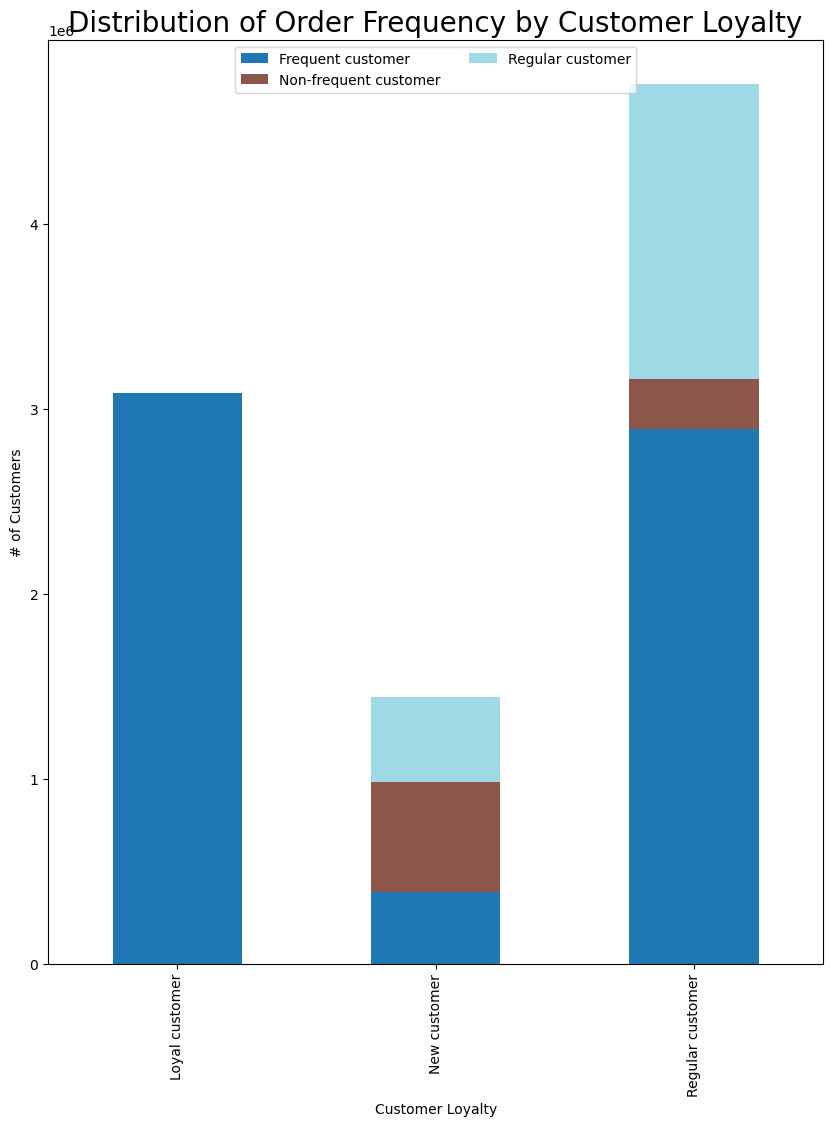 Distribution of Order Frequency by Customer Loyalty
1e6
Frequent customer
Non-frequent customer
Regular customer
4
3
2
1
0
# of Customers
Loyal customer
New customer
Regular customer
Customer Loyalty